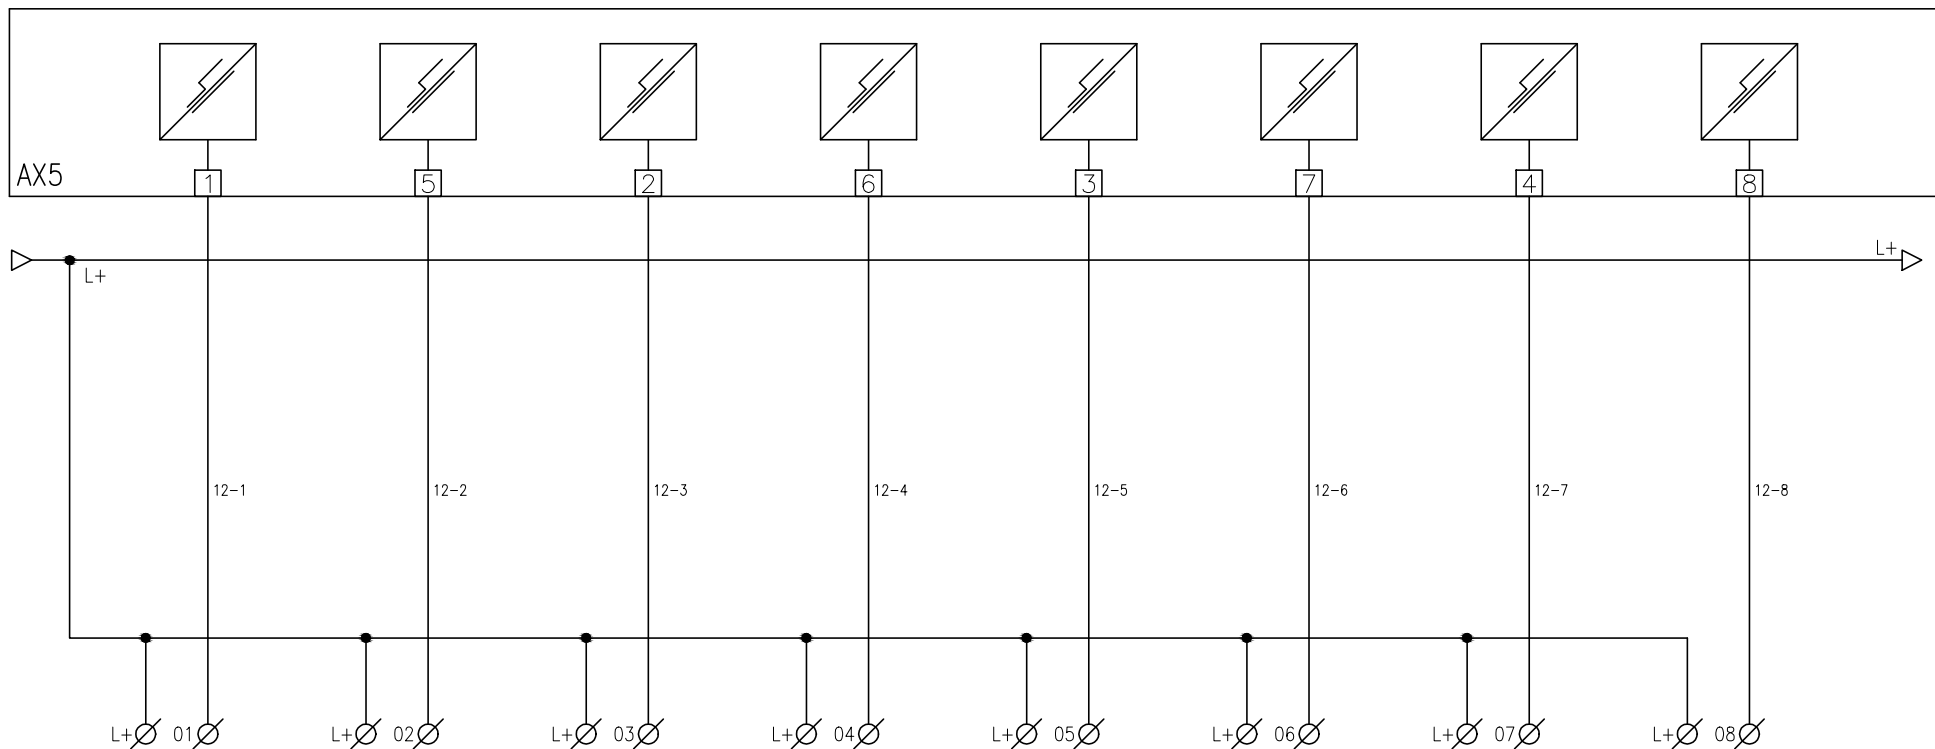 AX5
1 5 2 6 3 7 4 8
L+
L+
12-1 12-2 12-3 12-4 12-5 12-6 12-7 12-8
L+ 01 L+ 02 L+ 03 L+ 04 L+ 05 L+ 06 L+ 07 L+ 08